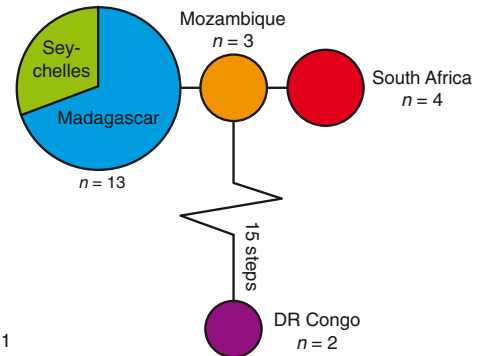 Mozambique
n = 3
Sey-
chelles
Madagascar
n = 13
South Africa
n = 4
15 steps
DR Congo
n = 2
1